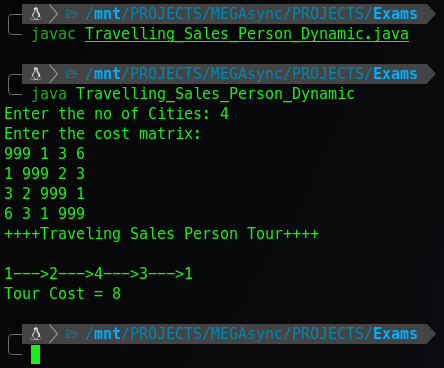 /mnt/PROJECTS/MEGAsync/PROJECTS/Exams
javac Travelling_Sales_Person_Dynamic.java
/mnt/PROJECTS/MEGAsync/PROJECTS/Exams
java Travelling_Sales_Person_Dynamic
Enter the no of Cities: 4
Enter the cost matrix:
999 1 3 6
1 999 2 3
3 2 999 1
6 3 1 999
++++Traveling Sales Person Tour++++
1--->2--->4--->3--->1
Tour Cost = 8
/mnt/PROJECTS/MEGAsync/PROJECTS/Exams